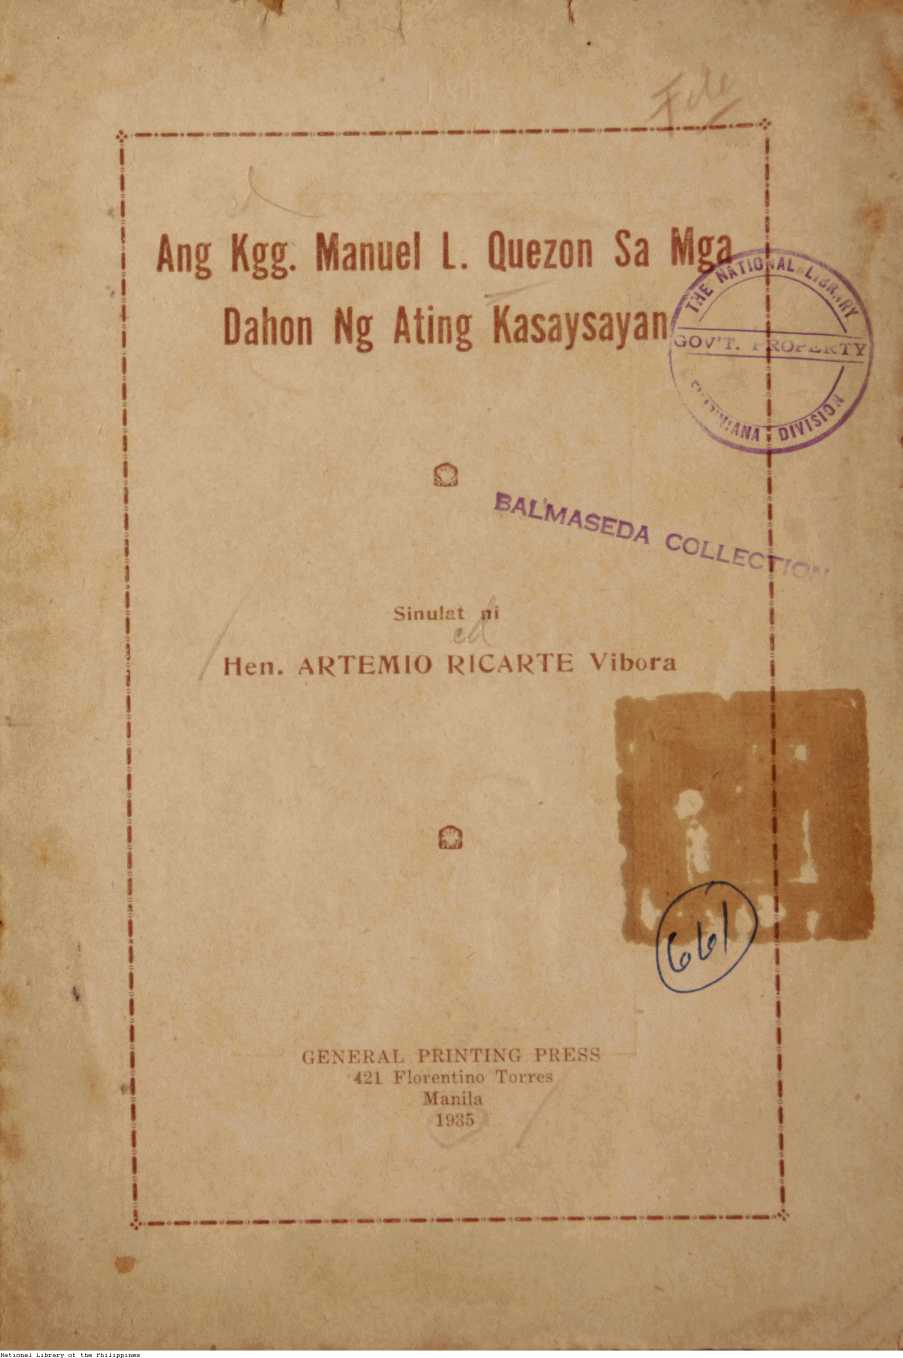 File
Ang Kgg. Manuel L. Quezon Sa Mga
Dahon Ng Ating Kasaysayan
THE NATIONAL LIBRARY
GOV'T. PROPERTY
DIVISION
BALMASEDA COLLECTION
Sinulat ni
ed
Hen. ARTEMIO RICARTE Vibora
661
GENERAL PRINTING PRESS
421 Florentino Torres
Manila
1935
National Library of the Philippines